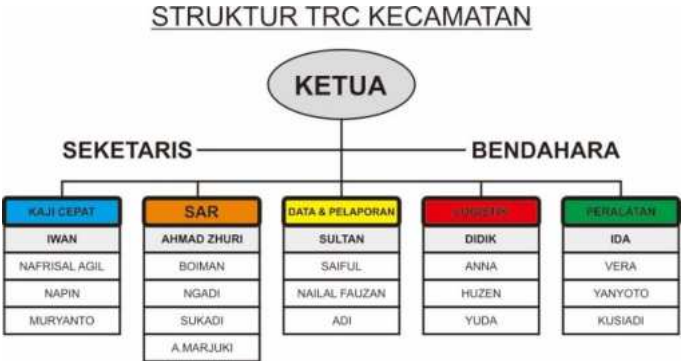 STRUKTUR TRC KECAMATAN
KETUA
SEKETARIS BENDAHARA
KAJI CEPAT SAR DATA & PELAPORAN LOGISTIK PERALATAN
IWAN AHMAD ZHURI SULTAN DIDIK IDA
NAFRISAL AGIL BOIMAN SAIFUL ANNA VERA
NAPIN NGADI NAILAL FAUZAN HUZEN YANYOTO
MURYANTO SUKADI ADI YUDA KUSIADI
A.MARJUKI